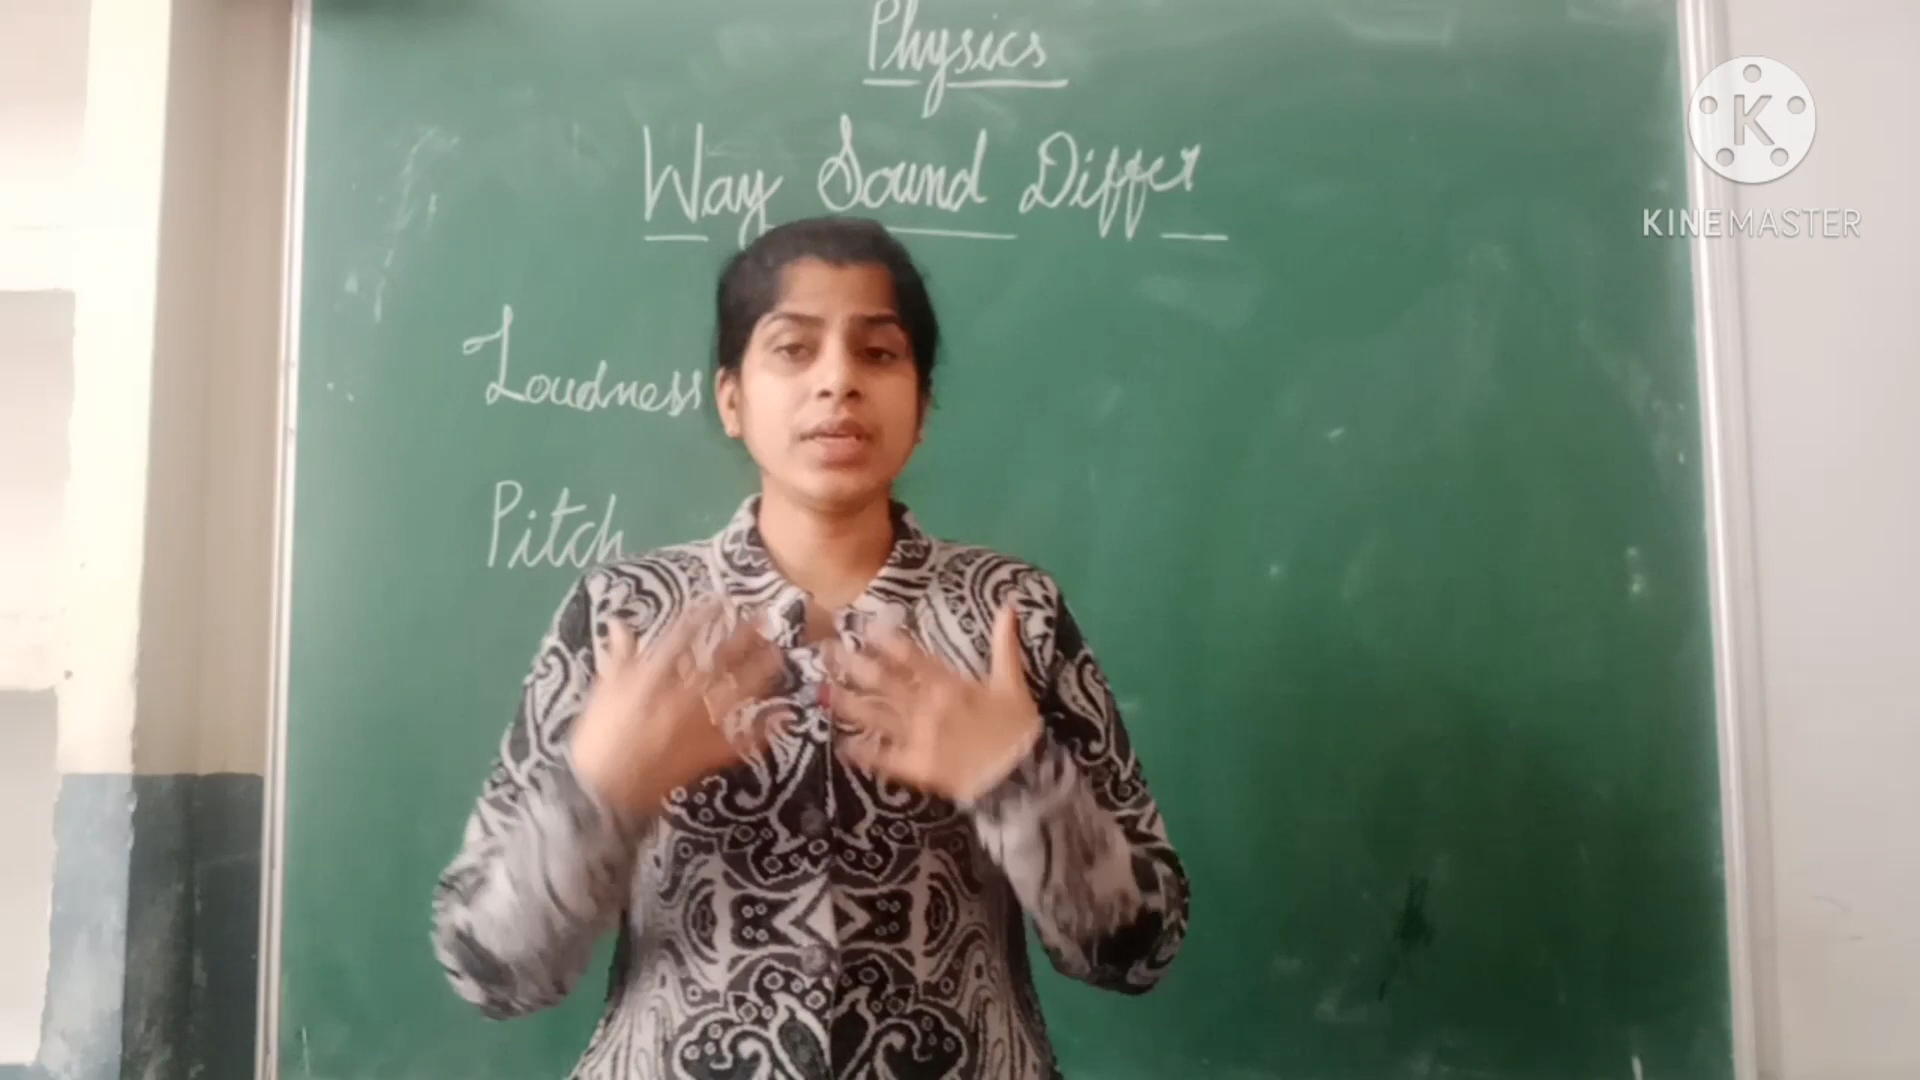 Physics
Way Sound Differ
Loudness
Pitch
K
KINEMASTER